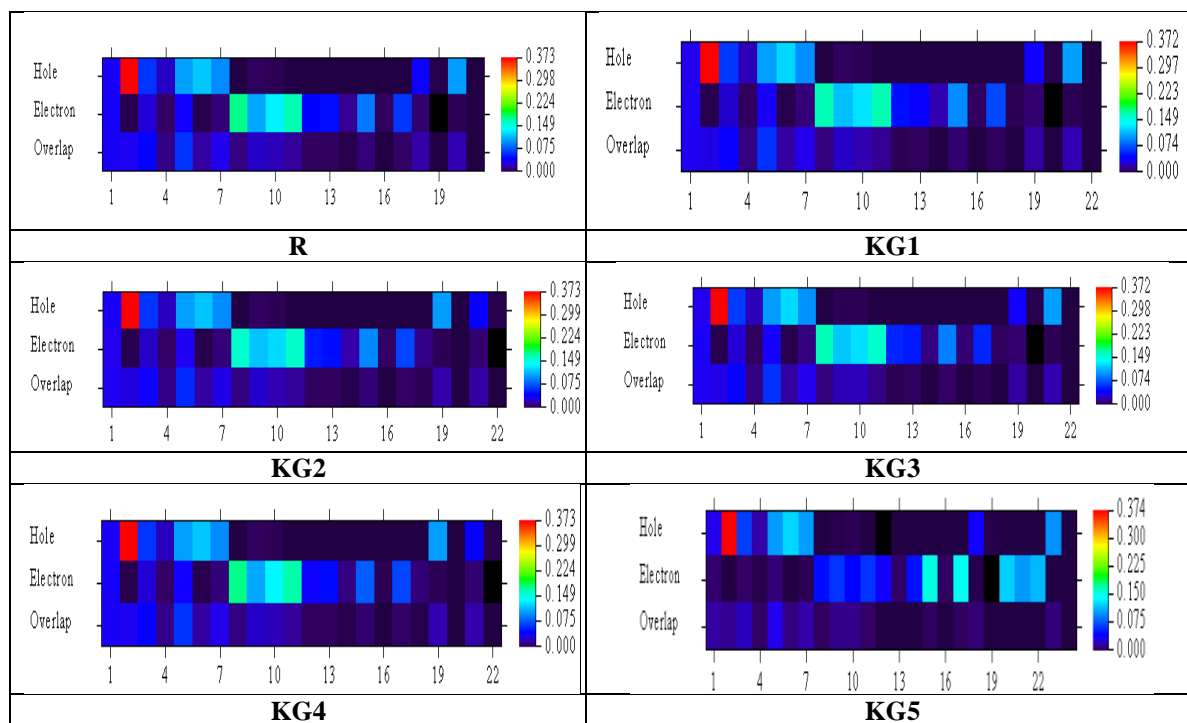 Hole
Electron
Overlap
0.373
0.298
0.224
0.149
0.075
0.000
1 4 7 10 13 16 19
R
Hole
Electron
Overlap
0.373
0.298
0.224
0.149
0.075
0.000
1 4 7 10 13 16 19 22
KG1
Hole
Electron
Overlap
0.373
0.298
0.224
0.149
0.075
0.000
1 4 7 10 13 16 19 22
KG2
Hole
Electron
Overlap
0.372
0.298
0.223
0.149
0.074
0.000
1 4 7 10 13 16 19 22
KG3
Hole
Electron
Overlap
0.373
0.299
0.224
0.149
0.075
0.000
1 4 7 10 13 16 19 22
KG4
Hole
Electron
Overlap
0.374
0.300
0.225
0.150
0.075
0.000
1 4 7 10 13 16 19 22
KG5